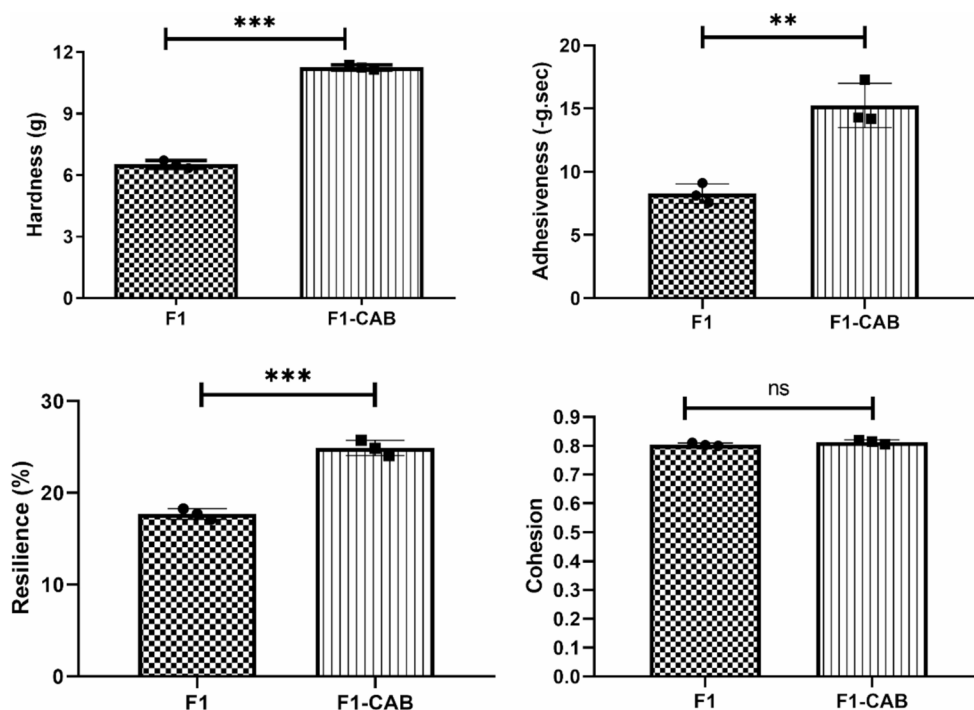 ***
Hardness (g)
12
9
6
3
0
F1
F1-CAB
**
Adhesiveness (-g.sec)
20
15
10
5
0
F1
F1-CAB
***
Resilience (%)
30
20
10
0
F1
F1-CAB
ns
Cohesion
0.9
0.8
0.7
0.6
0.5
0.4
0.3
0.2
0.1
0.0
F1
F1-CAB